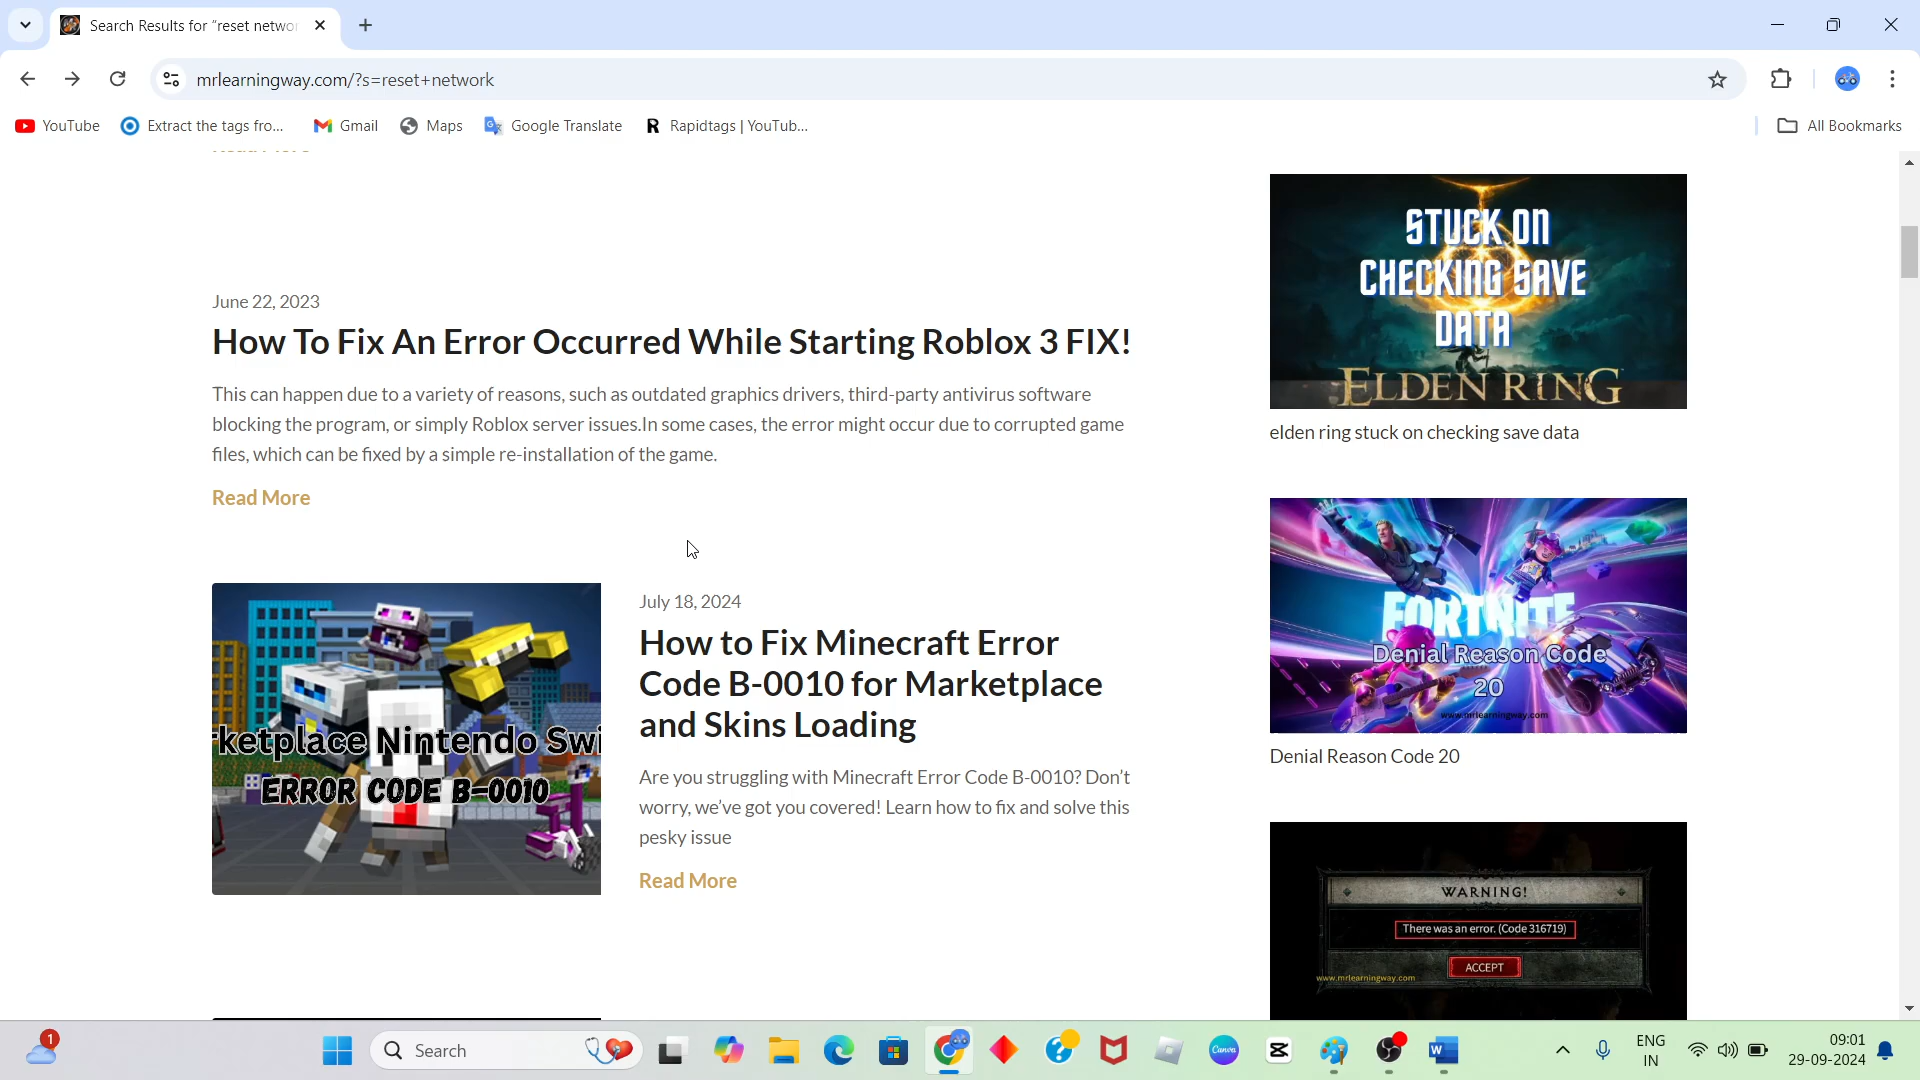 Search Results for “reset networ
mrlearningway.com/?s=reset+network
YouTube
Extract the tags fro...
Gmail
Maps
Google Translate
Rapidtags | YouTub...
All Bookmarks
June 22, 2023
How To Fix An Error Occurred While Starting Roblox 3 FIX!
This can happen due to a variety of reasons, such as outdated graphics drivers, third-party antivirus software
blocking the program, or simply Roblox server issues.In some cases, the error might occur due to corrupted game
files, which can be fixed by a simple re-installation of the game.
Read More
rketplace Nintendo Swi
ERROR CODE B-0010
July 18, 2024
How to Fix Minecraft Error
Code B-0010 for Marketplace
and Skins Loading
Are you struggling with Minecraft Error Code B-0010? Don’t
worry, we’ve got you covered! Learn how to fix and solve this
pesky issue
Read More
STUCK ON
CHECKING SAVE
DATA
ELDEN RING
elden ring stuck on checking save data
FORTNITE
Denial Reason Code
20
www.mrlearningway.com
Denial Reason Code 20
WARNING!
There was an error. (Code 316719)
ACCEPT
www.mrlearningway.com
1
Search
Canva
W
ENG
IN
09:01
29-09-2024